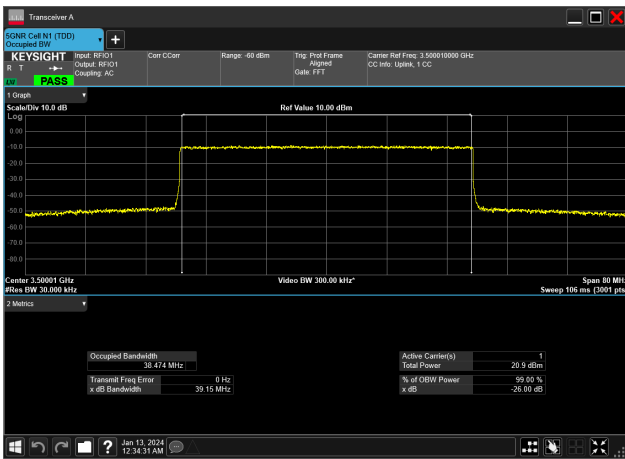 Transceiver A
5GNR Cell N1 (TDD)
Occupied BW
KEYSIGHT
R T
LNI
PASS
Input: RFIO1
Output: RFIO1
Coupling: AC
Corr CCorr
Range: -60 dBm
Trig: Prot Frame
Aligned
Gate: FFT
Carrier Ref Freq: 3.500010000 GHz
CC Info: Uplink, 1 CC
1 Graph
Scale/Div 10.0 dB
Ref Value 10.00 dBm
Log
0.00
-10.0
-20.0
-30.0
-40.0
-50.0
-60.0
-70.0
-80.0
Center 3.50001 GHz
Video BW 300.00 kHz*
Span 80 MHz
#Res BW 30.000 kHz
Sweep 106 ms (3001 pts)
2 Metrics
Occupied Bandwidth
38.474 MHz
Transmit Freq Error 0 Hz
x dB Bandwidth 39.15 MHz
Active Carrier(s) 1
Total Power 20.9 dBm
% of OBW Power 99.00 %
x dB -26.00 dB
Jan 13, 2024
12:34:31 AM